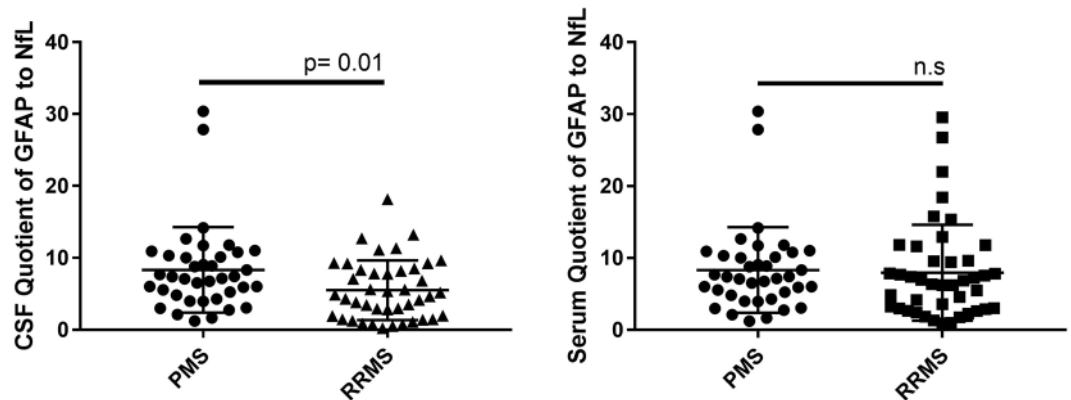 CSF Quotient of GFAP to NfL
40
30
20
10
0
p= 0.01
PMS
RRMS
Serum Quotient of GFAP to NfL
40
30
20
10
0
n.s
PMS
RRMS